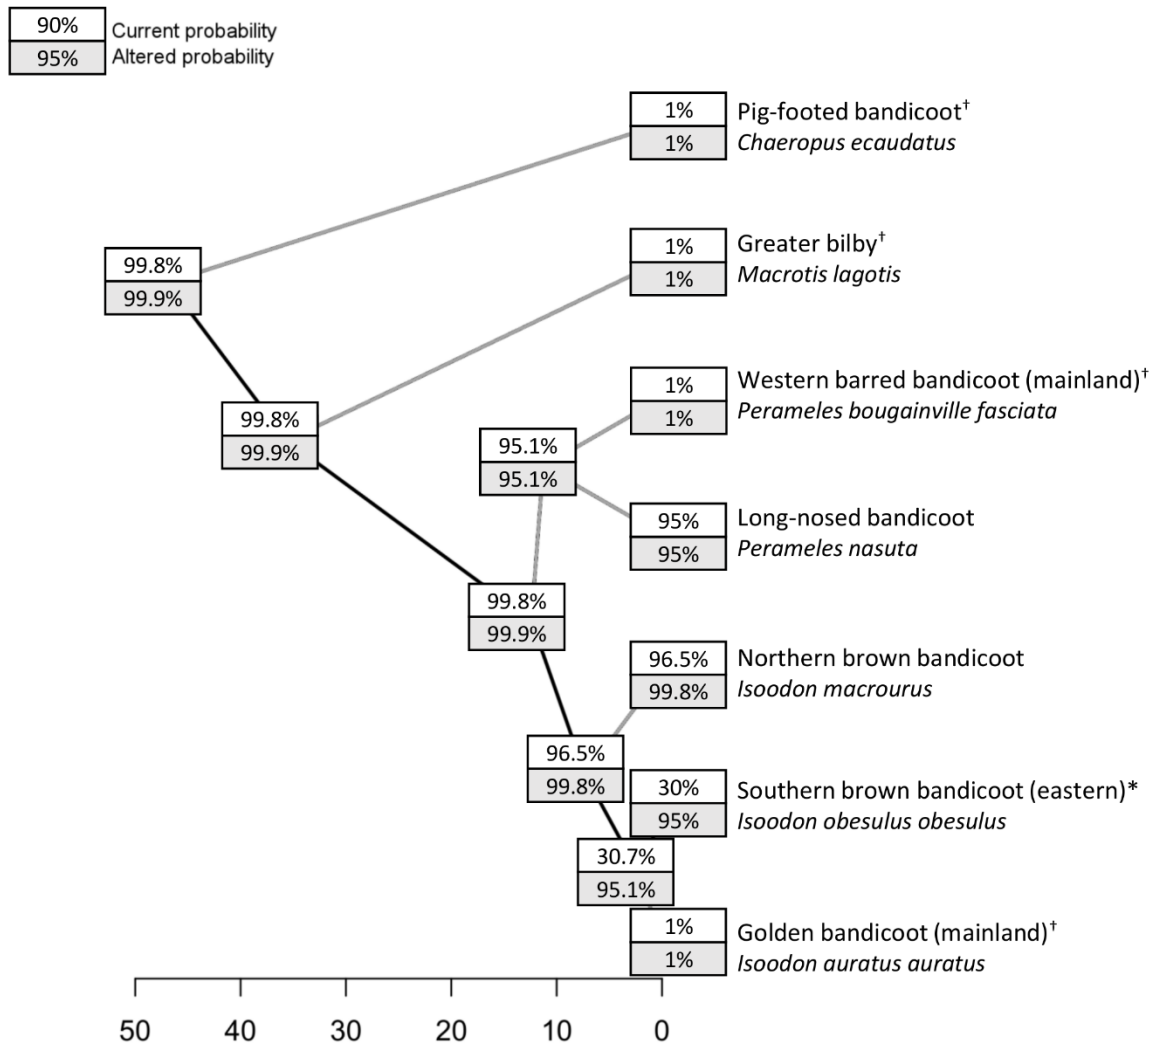 90%
Current probability
95%
Altered probability
1%
1%
Pig-footed bandicoot†
Chaeropus ecaudatus
1%
1%
Greater bilby†
Macrotis lagotis
99.8%
99.9%
1%
1%
Western barred bandicoot (mainland)†
Perameles bougainville fasciata
99.8%
99.9%
95.1%
95.1%
95%
95%
Long-nosed bandicoot
Perameles nasuta
99.8%
99.9%
96.5%
99.8%
Northern brown bandicoot
Isoodon macrourus
96.5%
99.8%
30%
95%
Southern brown bandicoot (eastern)*
Isoodon obesulus obesulus
30.7%
95.1%
1%
1%
Golden bandicoot (mainland)†
Isoodon auratus auratus
50 40 30 20 10 0